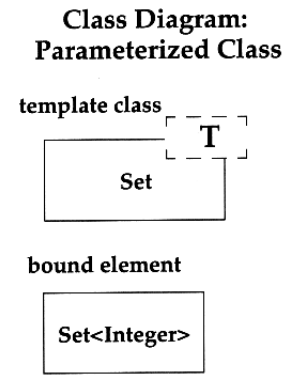 Class Diagram:
Parameterized Class
template class
T
Set
bound element
Set<Integer>